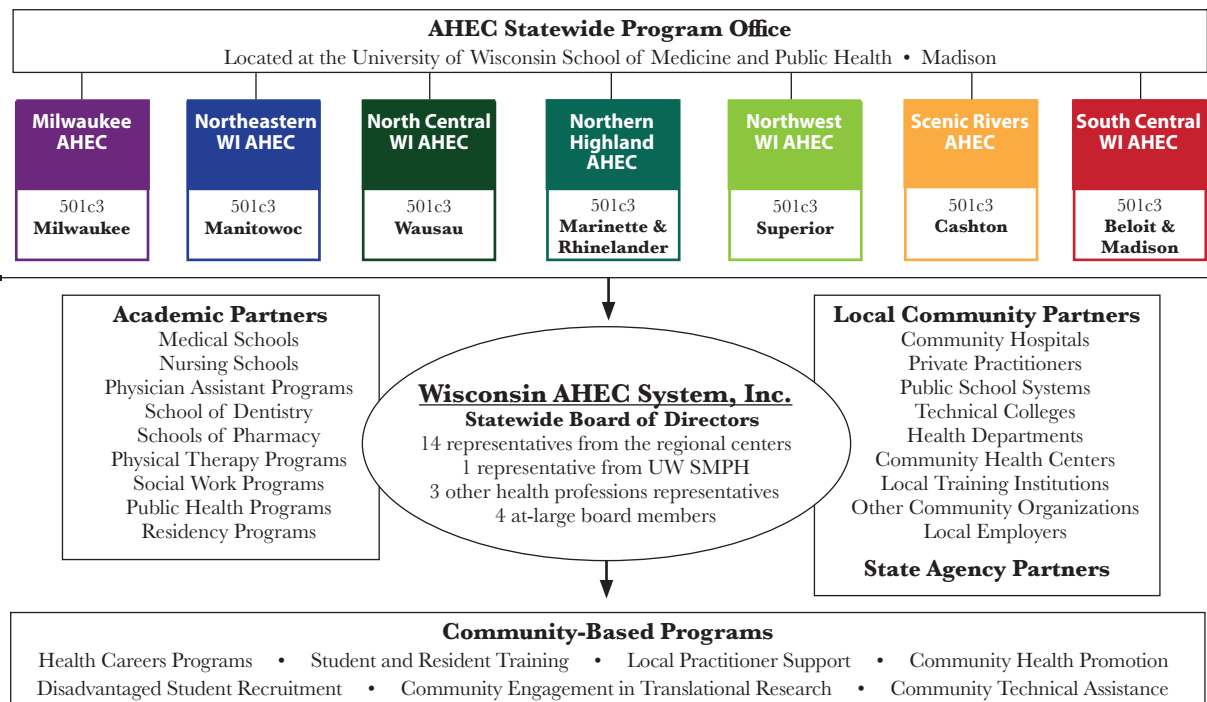 AHEC Statewide Program Office
Located at the University of Wisconsin School of Medicine and Public Health • Madison
Milwaukee
AHEC
501c3
Milwaukee
Northeastern
WI AHEC
501c3
Manitowoc
North Central
WI AHEC
501c3
Wausau
Northern
Highland
AHEC
501c3
Marinette &
Rhinelander
Northwest
WI AHEC
501c3
Superior
Scenic Rivers
AHEC
501c3
Cashton
South Central
WI AHEC
501c3
Beloit &
Madison
Academic Partners
Medical Schools
Nursing Schools
Physician Assistant Programs
School of Dentistry
Schools of Pharmacy
Physical Therapy Programs
Social Work Programs
Public Health Programs
Residency Programs
Wisconsin AHEC System, Inc.
Statewide Board of Directors
14 representatives from the regional centers
1 representative from UW SMPH
3 other health professions representatives
4 at-large board members
Local Community Partners
Community Hospitals
Private Practitioners
Public School Systems
Technical Colleges
Health Departments
Community Health Centers
Local Training Institutions
Other Community Organizations
Local Employers
State Agency Partners
Community-Based Programs
Health Careers Programs • Student and Resident Training • Local Practitioner Support • Community Health Promotion
Disadvantaged Student Recruitment • Community Engagement in Translational Research • Community Technical Assistance